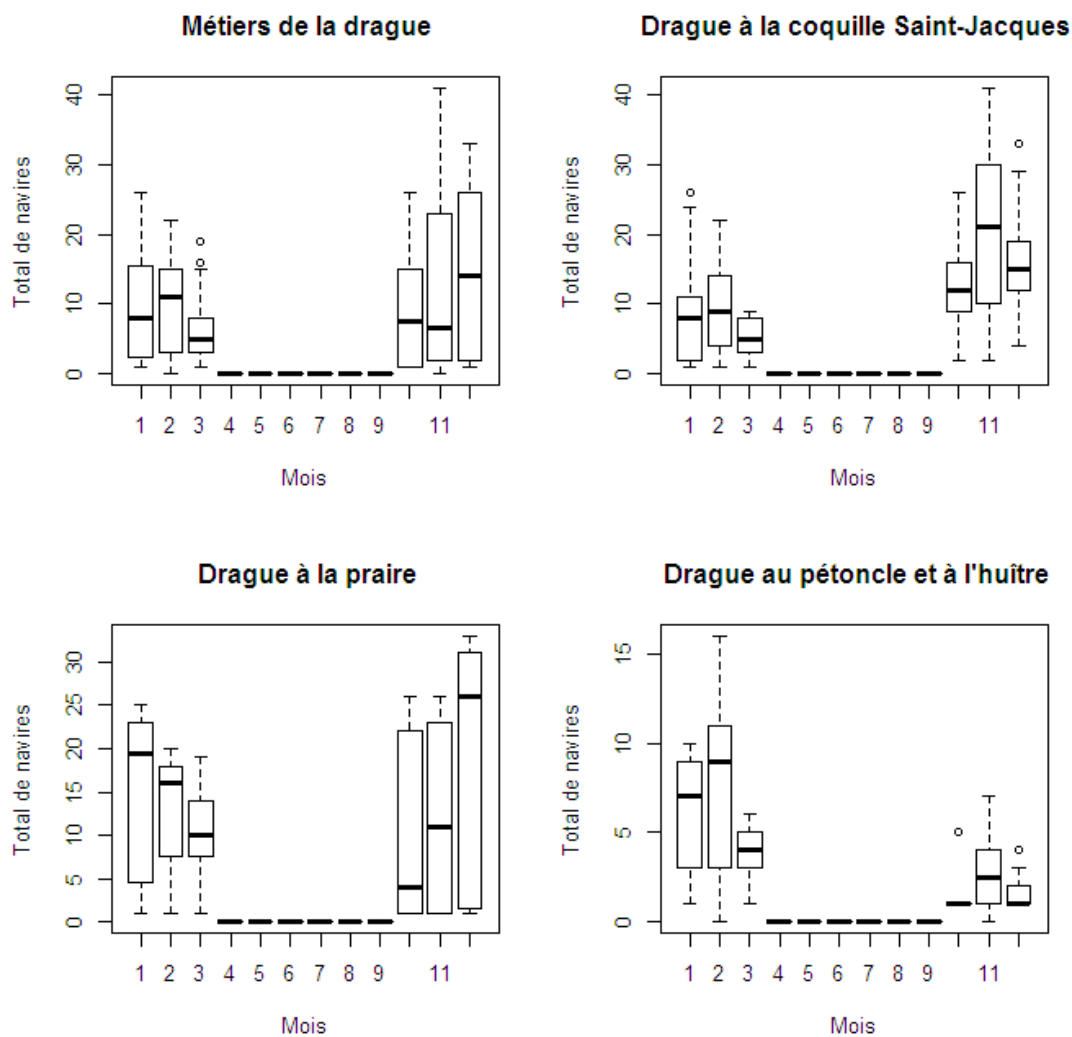 Métiers de la drague
40
30
20
10
0
Total de navires
1 2 3 4 5 6 7 8 9 11
Mois
Drague à la coquille Saint-Jacques
40
30
20
10
0
Total de navires
1 2 3 4 5 6 7 8 9 11
Mois
Drague à la praire
30
25
20
15
10
5
0
Total de navires
1 2 3 4 5 6 7 8 9 11
Mois
Drague au pétoncle et à l'huître
15
10
5
0
Total de navires
1 2 3 4 5 6 7 8 9 11
Mois